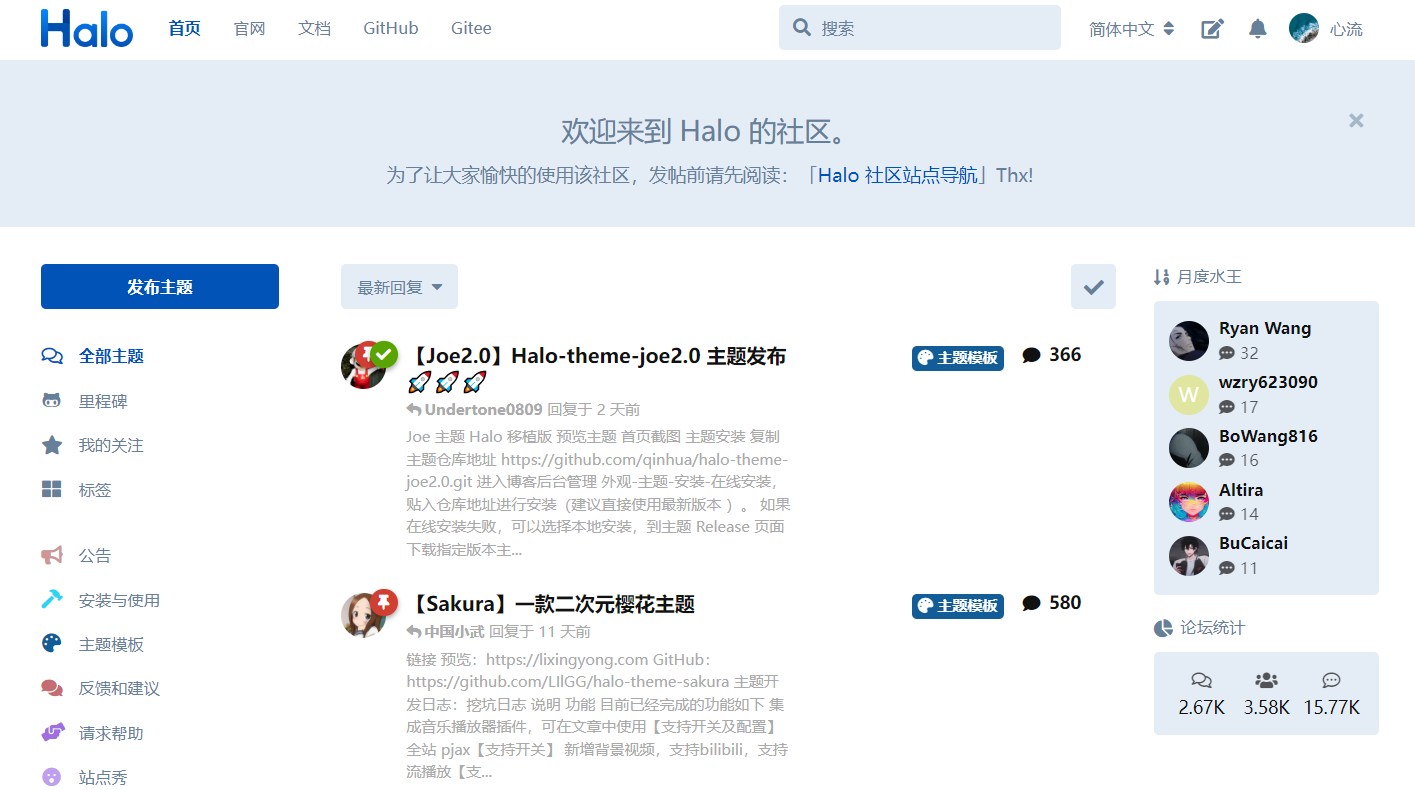 Halo 首页 官网 文档 GitHub Gitee 搜索 简体中文 心流
欢迎来到 Halo 的社区。
为了让大家愉快的使用该社区，发帖前请先阅读：「Halo 社区站点导航」Thx!
发布主题
全部主题
里程碑
我的关注
标签
公告
安装与使用
主题模板
反馈和建议
请求帮助
站点秀
最新回复
【Joe2.0】Halo-theme-joe2.0 主题发布
🚀🚀🚀
主题模板 366
Undertone0809 回复于 2 天前
Joe 主题 Halo 移植版 预览主题 首页截图 主题安装 复制
主题仓库地址 https://github.com/qinhua/halo-theme-
joe2.0.git 进入博客后台管理 外观-主题-安装-在线安装，
贴入仓库地址进行安装（建议直接使用最新版本 ）。 如果
在线安装失败，可以选择本地安装，到主题 Release 页面
下载指定版本主...
【Sakura】一款二次元樱花主题
主题模板 580
中国小武 回复于 11 天前
链接 预览：https://lixingyong.com GitHub：
https://github.com/LIlGG/halo-theme-sakura 主题开
发日志：挖坑日志 说明 功能 目前已经完成的功能如下 集
成音乐播放器插件，可在文章中使用【支持开关及配置】
全站 pjax【支持开关】 新增背景视频，支持bilibili，支持
流播放【支...
月度水王
Ryan Wang
32
W
wzry623090
17
BoWang816
16
Altira
14
BuCaicai
11
论坛统计
2.67K 3.58K 15.77K